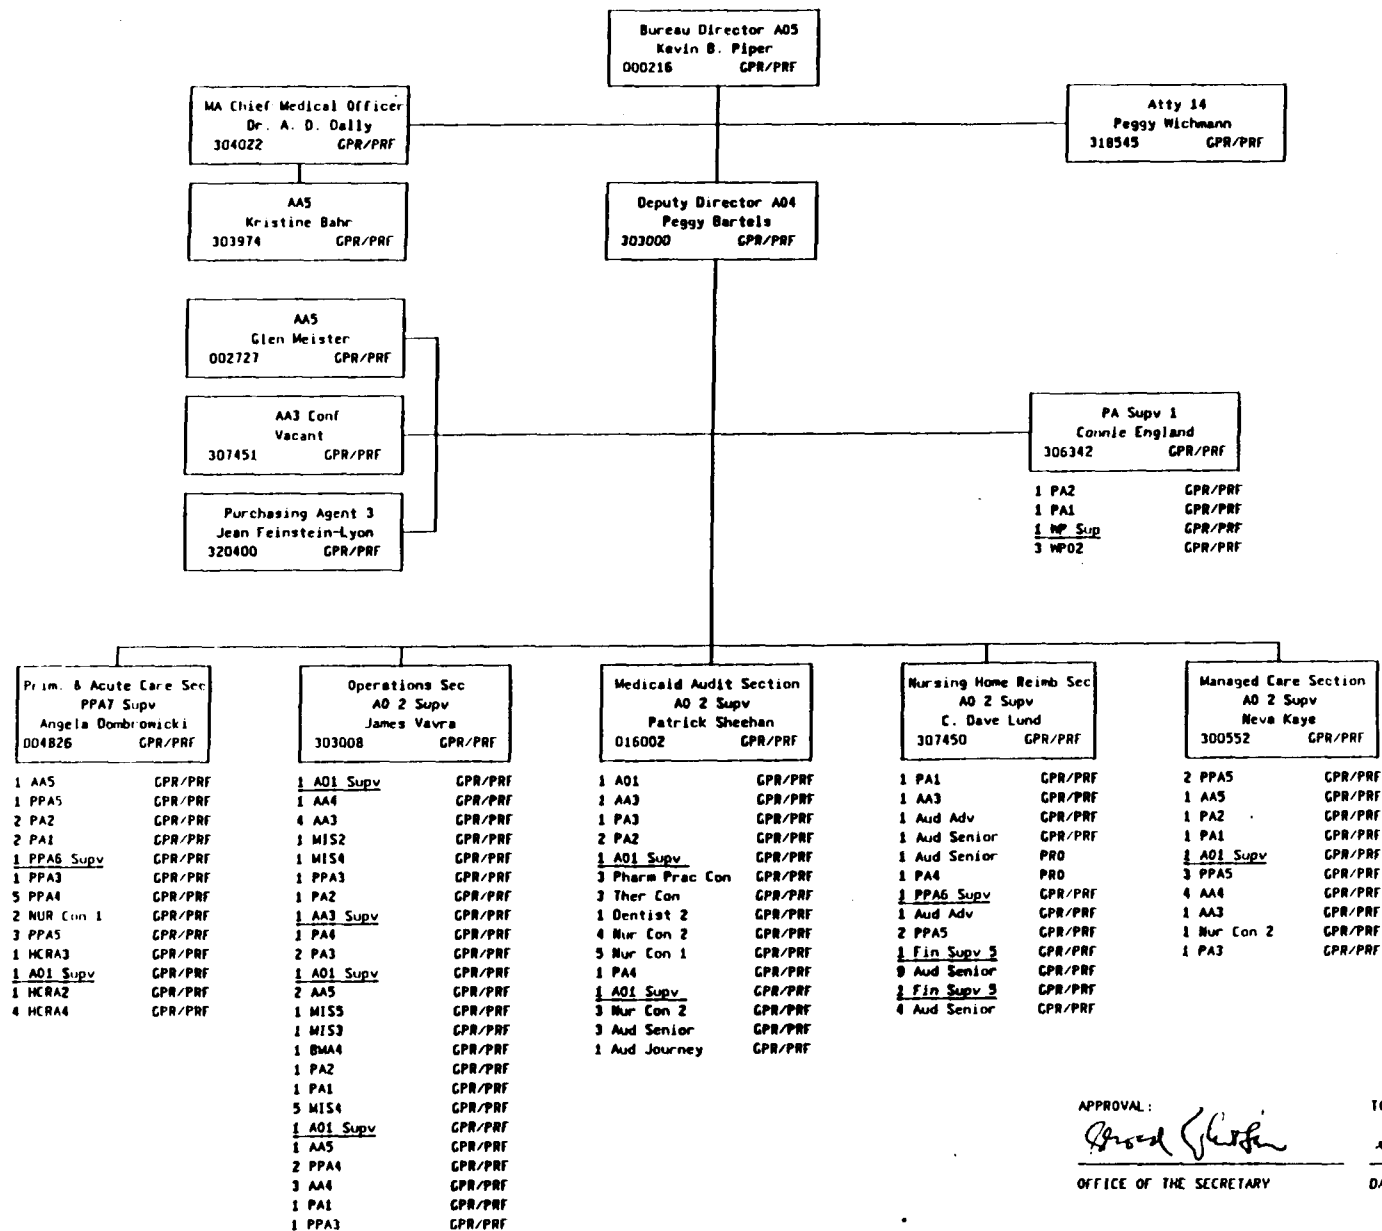 Bureau Director A05
Kevin B. Piper
000216 GPR/PRF
MA Chief Medical Officer
Dr. A. D. Dally
304022 GPR/PRF
Atty 14
Peggy Wichmann
318545 GPR/PRF
AA5
Kristine Bahr
303974 GPR/PRF
Deputy Director A04
Peggy Bartels
303000 GPR/PRF
AA5
Glen Meister
002727 GPR/PRF
AA3 Conf
Vacant
307451 GPR/PRF
Purchasing Agent 3
Jean Feinstein-Lyon
320400 GPR/PRF
PA Supv 1
Connie England
306342 GPR/PRF
1 PA2 GPR/PRF
1 PA1 GPR/PRF
1 WP Sup GPR/PRF
3 WPO2 GPR/PRF
Prim. & Acute Care Sec
PPA7 Supv
Angela Dombrowicki
004826 GPR/PRF
1 AA5 GPR/PRF
1 PPA5 GPR/PRF
2 PA2 GPR/PRF
2 PA1 GPR/PRF
1 PPA6 Supv GPR/PRF
1 PPA3 GPR/PRF
5 PPA4 GPR/PRF
2 NUR Con 1 GPR/PRF
3 PPA5 GPR/PRF
1 HCRA3 GPR/PRF
1 A01 Supv GPR/PRF
1 HCRA2 GPR/PRF
4 HCRA4 GPR/PRF
Operations Sec
A0 2 Supv
James Vavra
303008 GPR/PRF
1 A01 Supv GPR/PRF
1 AA4 GPR/PRF
4 AA3 GPR/PRF
1 MIS2 GPR/PRF
1 MIS4 GPR/PRF
1 PPA3 GPR/PRF
1 PA2 GPR/PRF
1 AA3 Supv GPR/PRF
1 PA4 GPR/PRF
2 PA3 GPR/PRF
1 A01 Supv GPR/PRF
2 AA5 GPR/PRF
1 MIS5 GPR/PRF
1 MIS3 GPR/PRF
1 BMA4 GPR/PRF
1 PA2 GPR/PRF
1 PA1 GPR/PRF
5 MIS4 GPR/PRF
1 A01 Supv GPR/PRF
1 AA5 GPR/PRF
2 PPA4 GPR/PRF
3 AA4 GPR/PRF
1 PA1 GPR/PRF
1 PPA3 GPR/PRF
Medicaid Audit Section
A0 2 Supv
Patrick Sheehan
016002 GPR/PRF
1 A01 GPR/PRF
1 AA3 GPR/PRF
1 PA3 GPR/PRF
2 PA2 GPR/PRF
1 A01 Supv GPR/PRF
3 Pharm Prac Con GPR/PRF
3 Ther Con GPR/PRF
1 Dentist 2 GPR/PRF
4 Nur Con 2 GPR/PRF
5 Nur Con 1 GPR/PRF
1 PA4 GPR/PRF
1 A01 Supv GPR/PRF
3 Nur Con 2 GPR/PRF
3 Aud Senior GPR/PRF
1 Aud Journey GPR/PRF
Nursing Home Reimb Sec
A0 2 Supv
C. Dave Lund
307450 GPR/PRF
1 PA1 GPR/PRF
1 AA3 GPR/PRF
1 Aud Adv GPR/PRF
1 Aud Senior GPR/PRF
1 Aud Senior PRO
1 PA4 PRO
1 PPA6 Supv GPR/PRF
1 Aud Adv GPR/PRF
2 PPA5 GPR/PRF
1 Fin Supv 5 GPR/PRF
9 Aud Senior GPR/PRF
1 Fin Supv 5 GPR/PRF
4 Aud Senior GPR/PRF
Managed Care Section
A0 2 Supv
Neva Kaye
300552 GPR/PRF
2 PPA5 GPR/PRF
1 AA5 GPR/PRF
1 PA2 GPR/PRF
1 PA1 GPR/PRF
1 A01 Supv GPR/PRF
3 PPA5 GPR/PRF
4 AA4 GPR/PRF
1 AA3 GPR/PRF
1 Nur Con 2 GPR/PRF
1 PA3 GPR/PRF
APPROVAL:
OFFICE OF THE SECRETARY